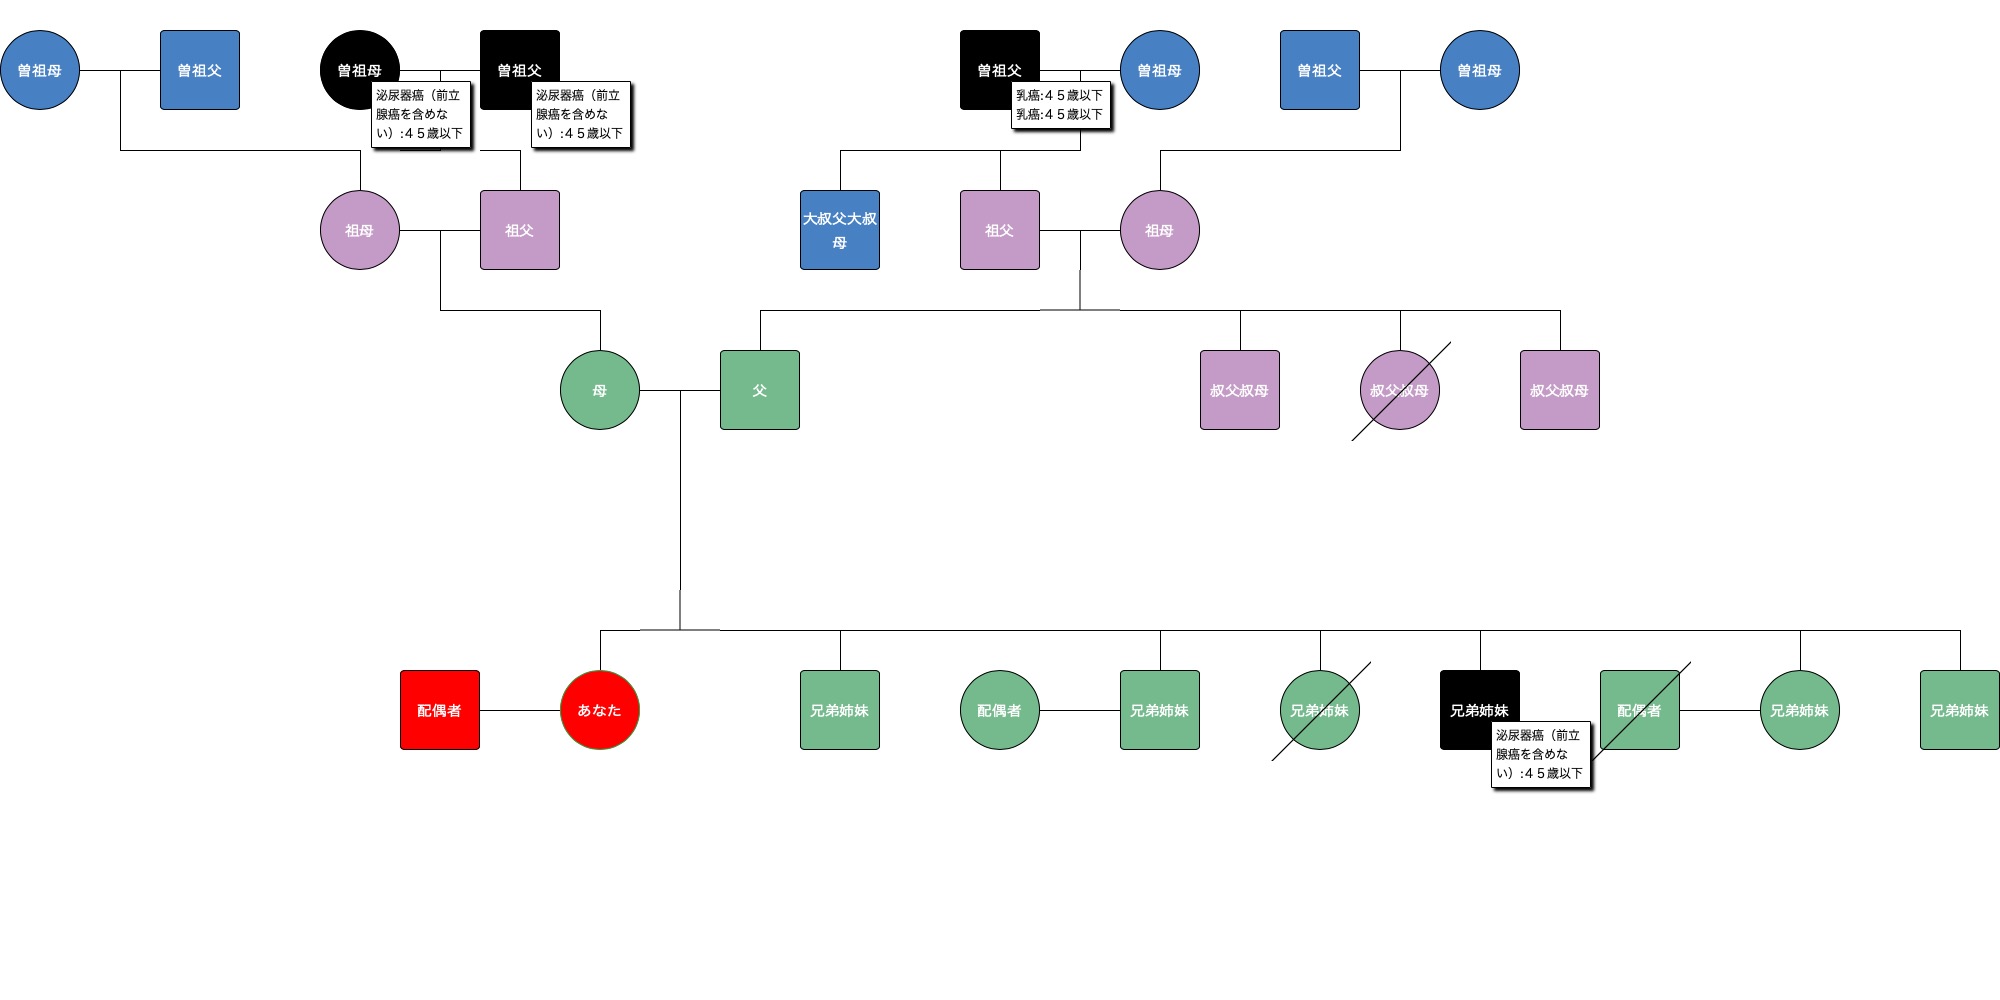 曽祖母
曽祖父
曽祖母
曽祖父
曽祖父
曽祖母
曽祖父
曽祖母
泌尿器癌（前立
腺癌を含めな
い）:４５歳以下
泌尿器癌（前立
腺癌を含めな
い）:４５歳以下
乳癌:４５歳以下
乳癌:４５歳以下
祖母
祖父
大叔父大叔
母
祖父
祖母
母
父
叔父叔母
叔父叔母
叔父叔母
配偶者
あなた
兄弟姉妹
配偶者
兄弟姉妹
兄弟姉妹
兄弟姉妹
配偶者
兄弟姉妹
兄弟姉妹
泌尿器癌（前立
腺癌を含めな
い）:４５歳以下